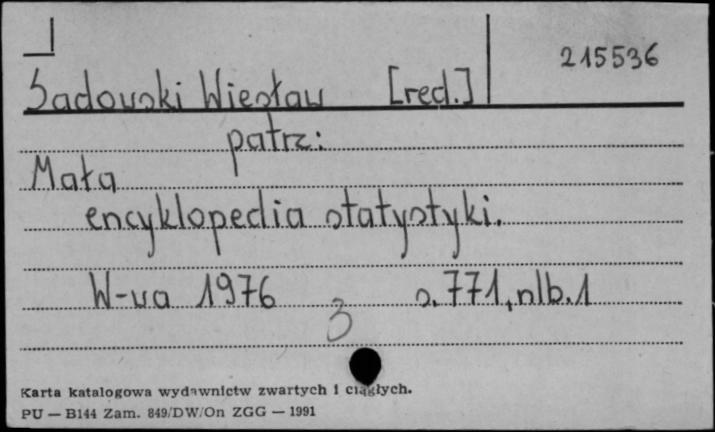 215536
Sadowski Wiesław [red.]
patrz:
Mała
encyklopedia statystyki.
W-wa 1976 s. 771, nlb. 1
3
Karta katalogowa wydawnictw zwartych i ciągłych.
PU — B144 Zam. 849/DW/On ZGG — 1991